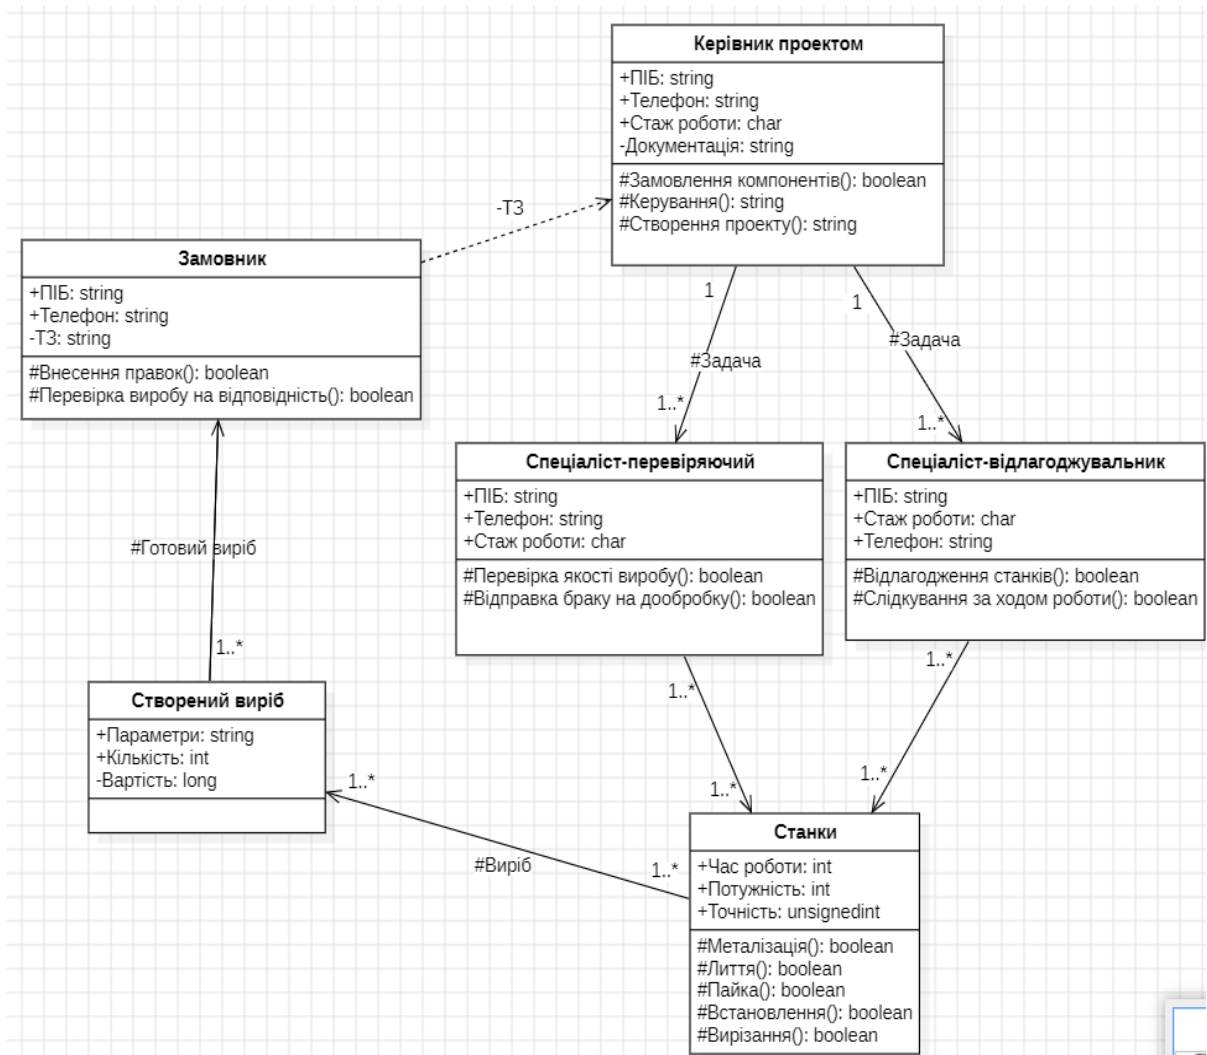 Керівник проектом
+ПІБ: string
+Телефон: string
+Стаж роботи: char
-Документація: string
#Замовлення компонентів(): boolean
#Керування(): string
#Створення проекту(): string
-ТЗ
Замовник
+ПІБ: string
+Телефон: string
-ТЗ: string
#Внесення правок(): boolean
#Перевірка виробу на відповідність(): boolean
1
1
#Задача
#Задача
1..*
1..*
Спеціаліст-перевіряючий
+ПІБ: string
+Телефон: string
+Стаж роботи: char
#Перевірка якості виробу(): boolean
#Відправка браку на дообробку(): boolean
Спеціаліст-відлагоджувальник
+ПІБ: string
+Стаж роботи: char
+Телефон: string
#Відлагодження станків(): boolean
#Слідкування за ходом роботи(): boolean
#Готовий виріб
1..*
1..*
1..*
Створений виріб
+Параметри: string
+Кількість: int
-Вартість: long
1..*
1..*
1..*
#Виріб
1..*
Станки
+Час роботи: int
+Потужність: int
+Точність: unsignedint
#Металізація(): boolean
#Лиття(): boolean
#Пайка(): boolean
#Встановлення(): boolean
#Вирізання(): boolean